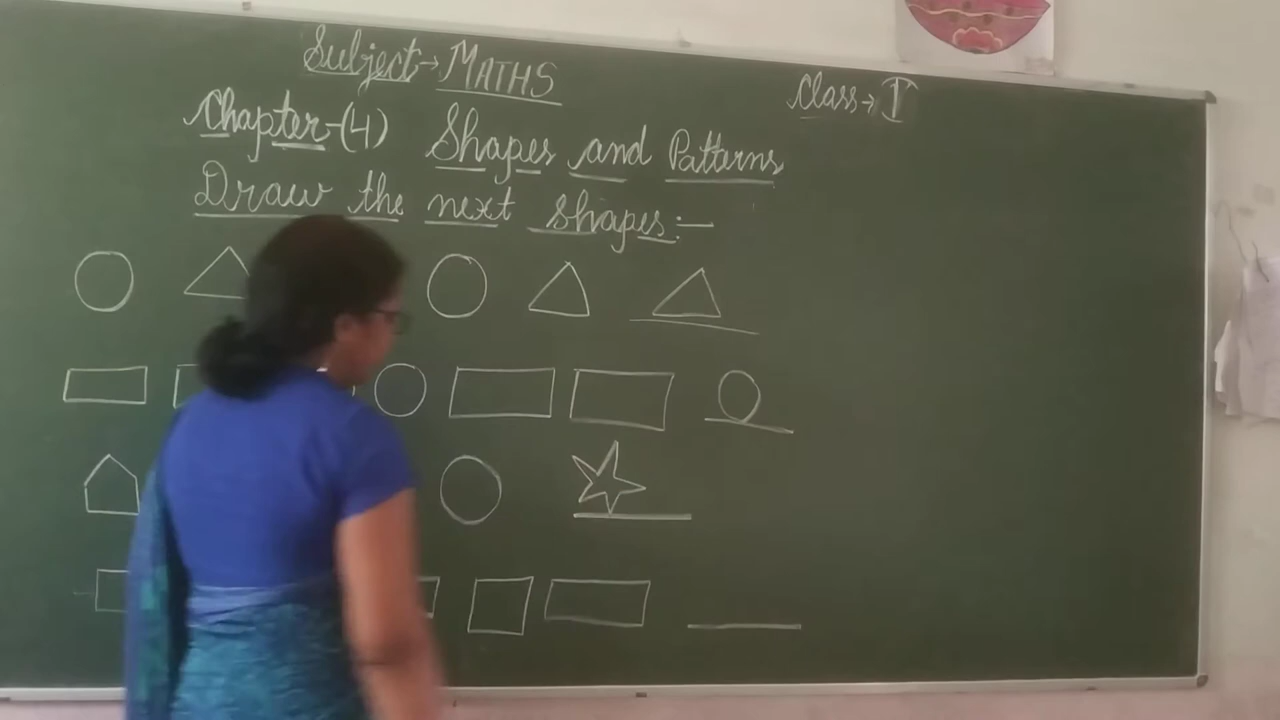 Subject→MATHS
Class→I
Chapter-(4) Shapes and Patterns
Draw the next shapes:—